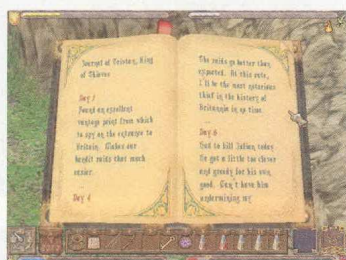 Journal of Tristan, King
of Thieves
Day 1
Found an excellent
vantage point from which
to spy on the entrance to
Britain. Makes our
bandit raids that much
easier.
Day 4
The raids go better than
expected. At this rate,
I'll be the most notorious
thief in the history of
Britannia in no time.
...
Day 6
Had to kill Julian today.
He got a little too clever
and greedy for his own
good. Can't have him
undermining my